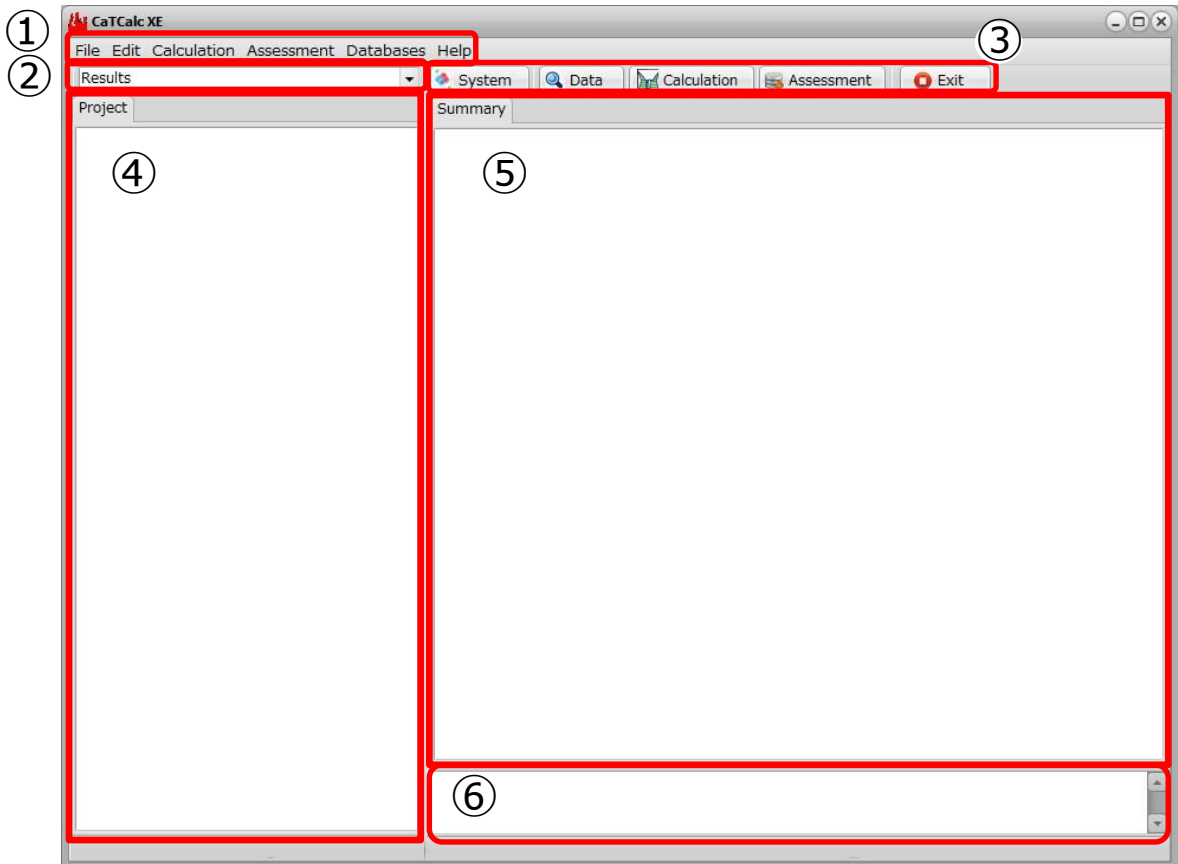 CaTCalc XE
①
File Edit Calculation Assessment Databases Help
③
②
Results
System Data Calculation Assessment Exit
Project
Summary
④
⑤
⑥